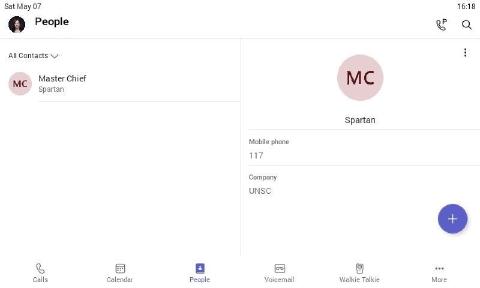 Sat May 07
16:18
People
P
All Contacts
MC
Master Chief
Spartan
MC
Spartan
Mobile phone
117
Company
UNSC
Calls
Calendar
People
Voicemail
Walkie Talkie
More